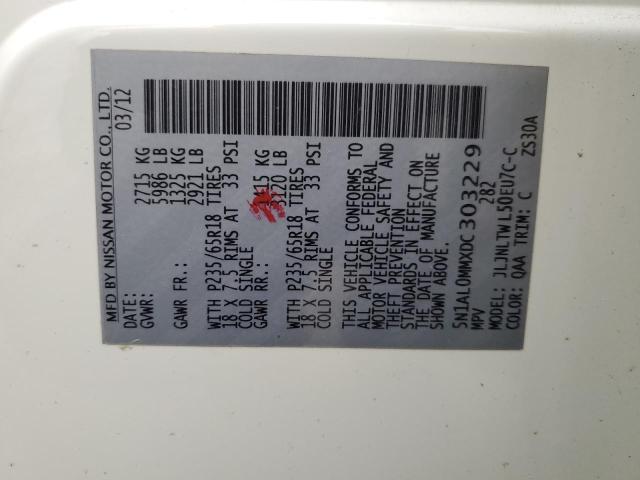 MFD BY NISSAN MOTOR CO., LTD.
DATE: 03/12
GVWR: 2715 KG
5986 LB
GAWR FR.: 1325 KG
2921 LB
WITH P235/65R18 TIRES
18 X 7.5 RIMS AT 33 PSI
COLD SINGLE
GAWR RR.: KG
LB
WITH P235/65R18 TIRES
18 X 7.5 RIMS AT 33 PSI
COLD SINGLE
THIS VEHICLE CONFORMS TO
ALL APPLICABLE FEDERAL
MOTOR VEHICLE SAFETY AND
THEFT PREVENTION
STANDARDS IN EFFECT ON
THE DATE OF MANUFACTURE
SHOWN ABOVE.
5N1AL0MMXDC303229
MPV 282
MODEL: JLJNLTWL50EU7C-C
COLOR: QAA TRIM: C ZS30A